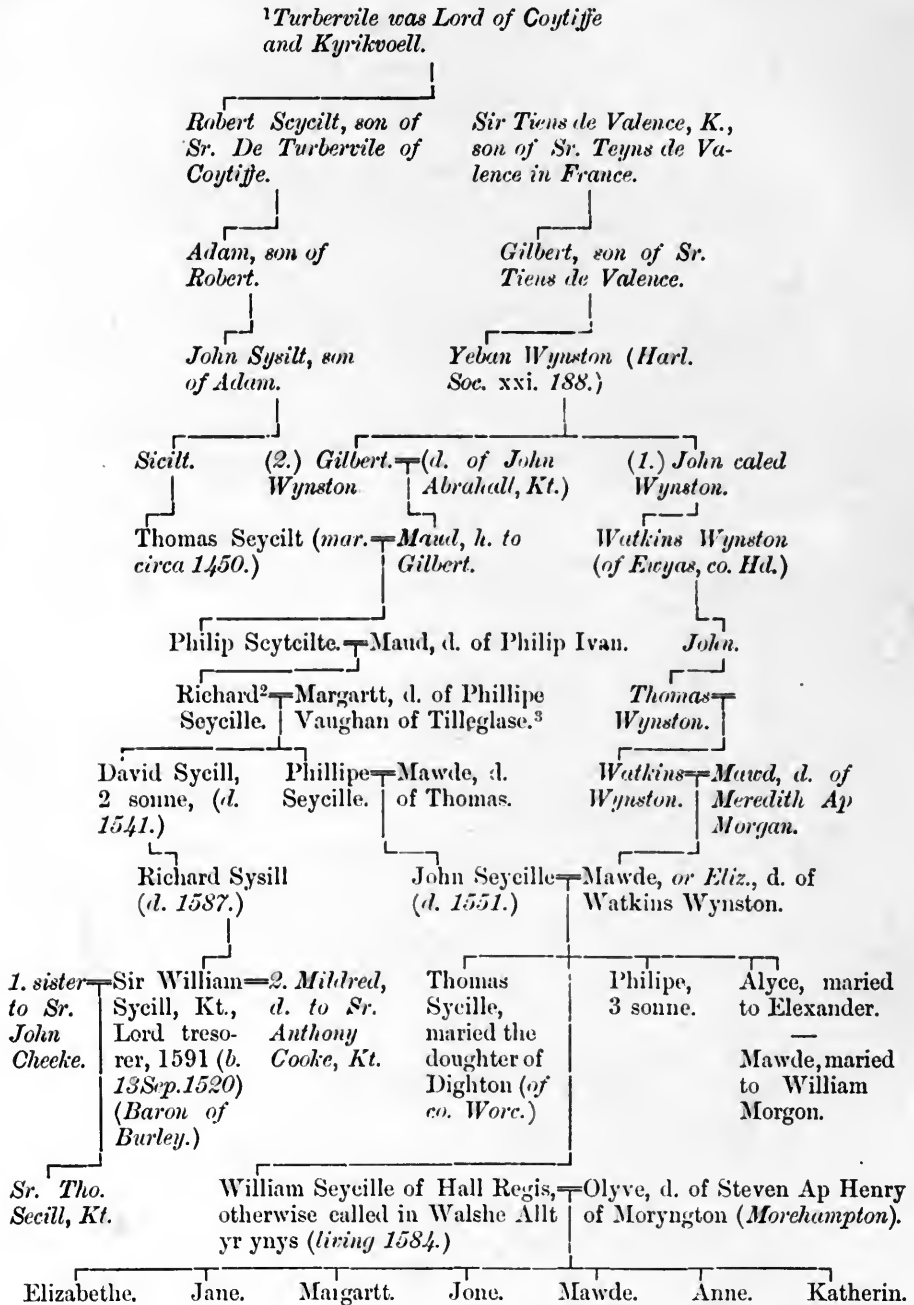 ¹Turbervile was Lord of Coytiffe
and Kyrikvoell.
Robert Scycilt, son of
Sr. De Turbervile of
Coytiffe.
Sir Tiens de Valence, K.,
son of Sr. Teyns de Va-
lence in France.
Adam, son of
Robert.
Gilbert, son of Sr.
Tiens de Valence.
John Sysilt, son
of Adam.
Yeban Wynston (Harl.
Soc. xxi. 188.)
Sicilt.
(2.) Gilbert.
Wynston
(d. of John
Abrahall, Kt.)
(1.) John caled
Wynston.
Thomas Seycilt (mar.
circa 1450.)
Maud, h. to
Gilbert.
Watkins Wynston
(of Ewyas, co. Hd.)
Philip Scytcilte.
Maud, d. of Philip Ivan.
John.
Richard²
Seycille.
Margartt, d. of Phillipe
Vaughan of Tilleglase.³
Thomas
Wynston.
David Sycill,
2 sonne, (d.
1541.)
Phillipe
Seycille.
Mawde, d.
of Thomas.
Watkins
Wynston.
Mawd, d. of
Meredith Ap
Morgan.
Richard Sysill
(d. 1587.)
John Seycille
(d. 1551.)
Mawde, or Eliz., d. of
Watkins Wynston.
1. sister
to Sr.
John
Cheeke.
Sir William
Sycill, Kt.,
Lord treso-
rer, 1591 (b.
13Sep.1520)
(Baron of
Burley.)
2. Mildred,
d. to Sr.
Anthony
Cooke, Kt.
Thomas
Sycille,
maried the
doughter of
Dighton (of
co. Worc.)
Philipe,
3 sonne.
Alyce, maried
to Elexander.
—
Mawde, maried
to William
Morgon.
Sr. Tho.
Secill, Kt.
William Seycille of Hall Regis,
otherwise called in Walshe Allt
yr ynys (living 1584.)
Olyve, d. of Steven Ap Henry
of Moryngton (Morehampton).
Elizabethe. Jane. Margartt. Jone. Mawde. Anne. Katherin.